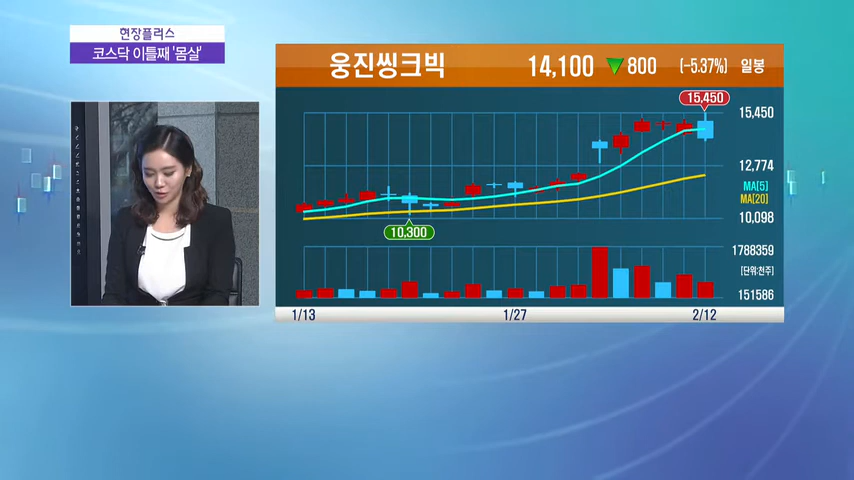 현장플러스
코스닥 이틀째 '몸살'
웅진씽크빅 14,100 ▼800 (-5.37%) 일봉
15,450
15,450
12,774
MA[5]
MA[20]
10,098
10,300
1788359
[단위:천주]
151586
1/13 1/27 2/12